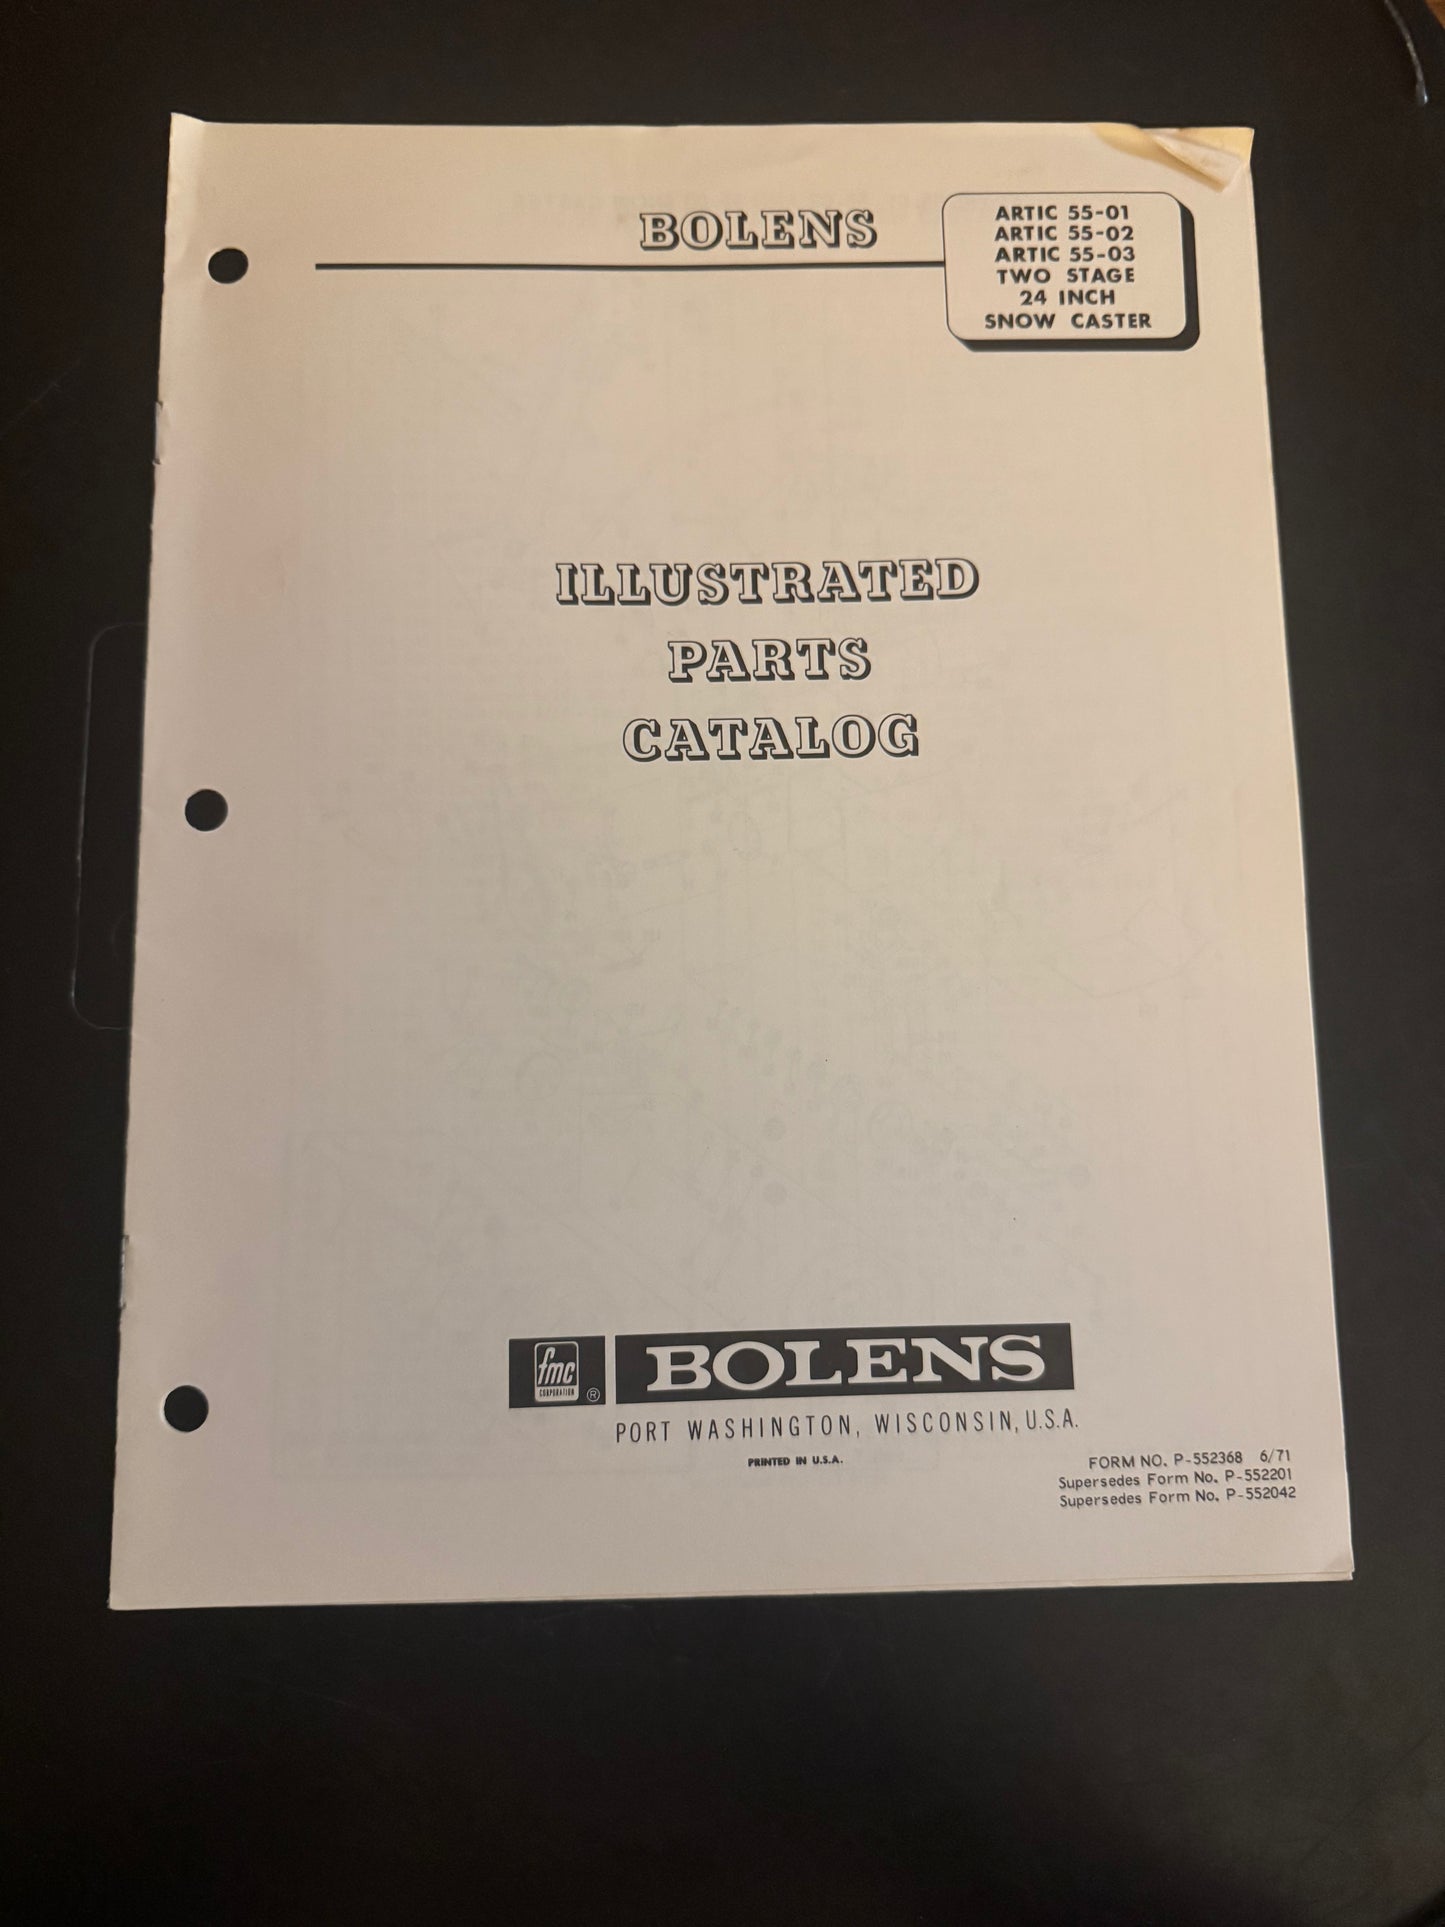 BOLENS
ARTIC 55-01
ARTIC 55-02
ARTIC 55-03
TWO STAGE
24 INCH
SNOW CASTER
ILLUSTRATED
PARTS
CATALOG
fmc
CORPORATION
®
BOLENS
PORT WASHINGTON, WISCONSIN, U.S.A.
PRINTED IN U.S.A.
FORM NO. P-552368 6/71
Supersedes Form No. P-552201
Supersedes Form No. P-552042